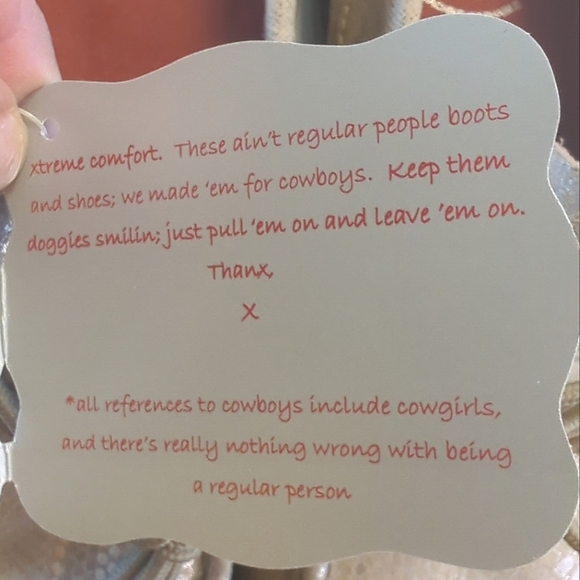 xtreme comfort. These ain't regular people boots
and shoes; we made 'em for cowboys. Keep them
doggies smilin; just pull 'em on and leave 'em on.
Thanx,
X
*all references to cowboys include cowgirls,
and there's really nothing wrong with being
a regular person